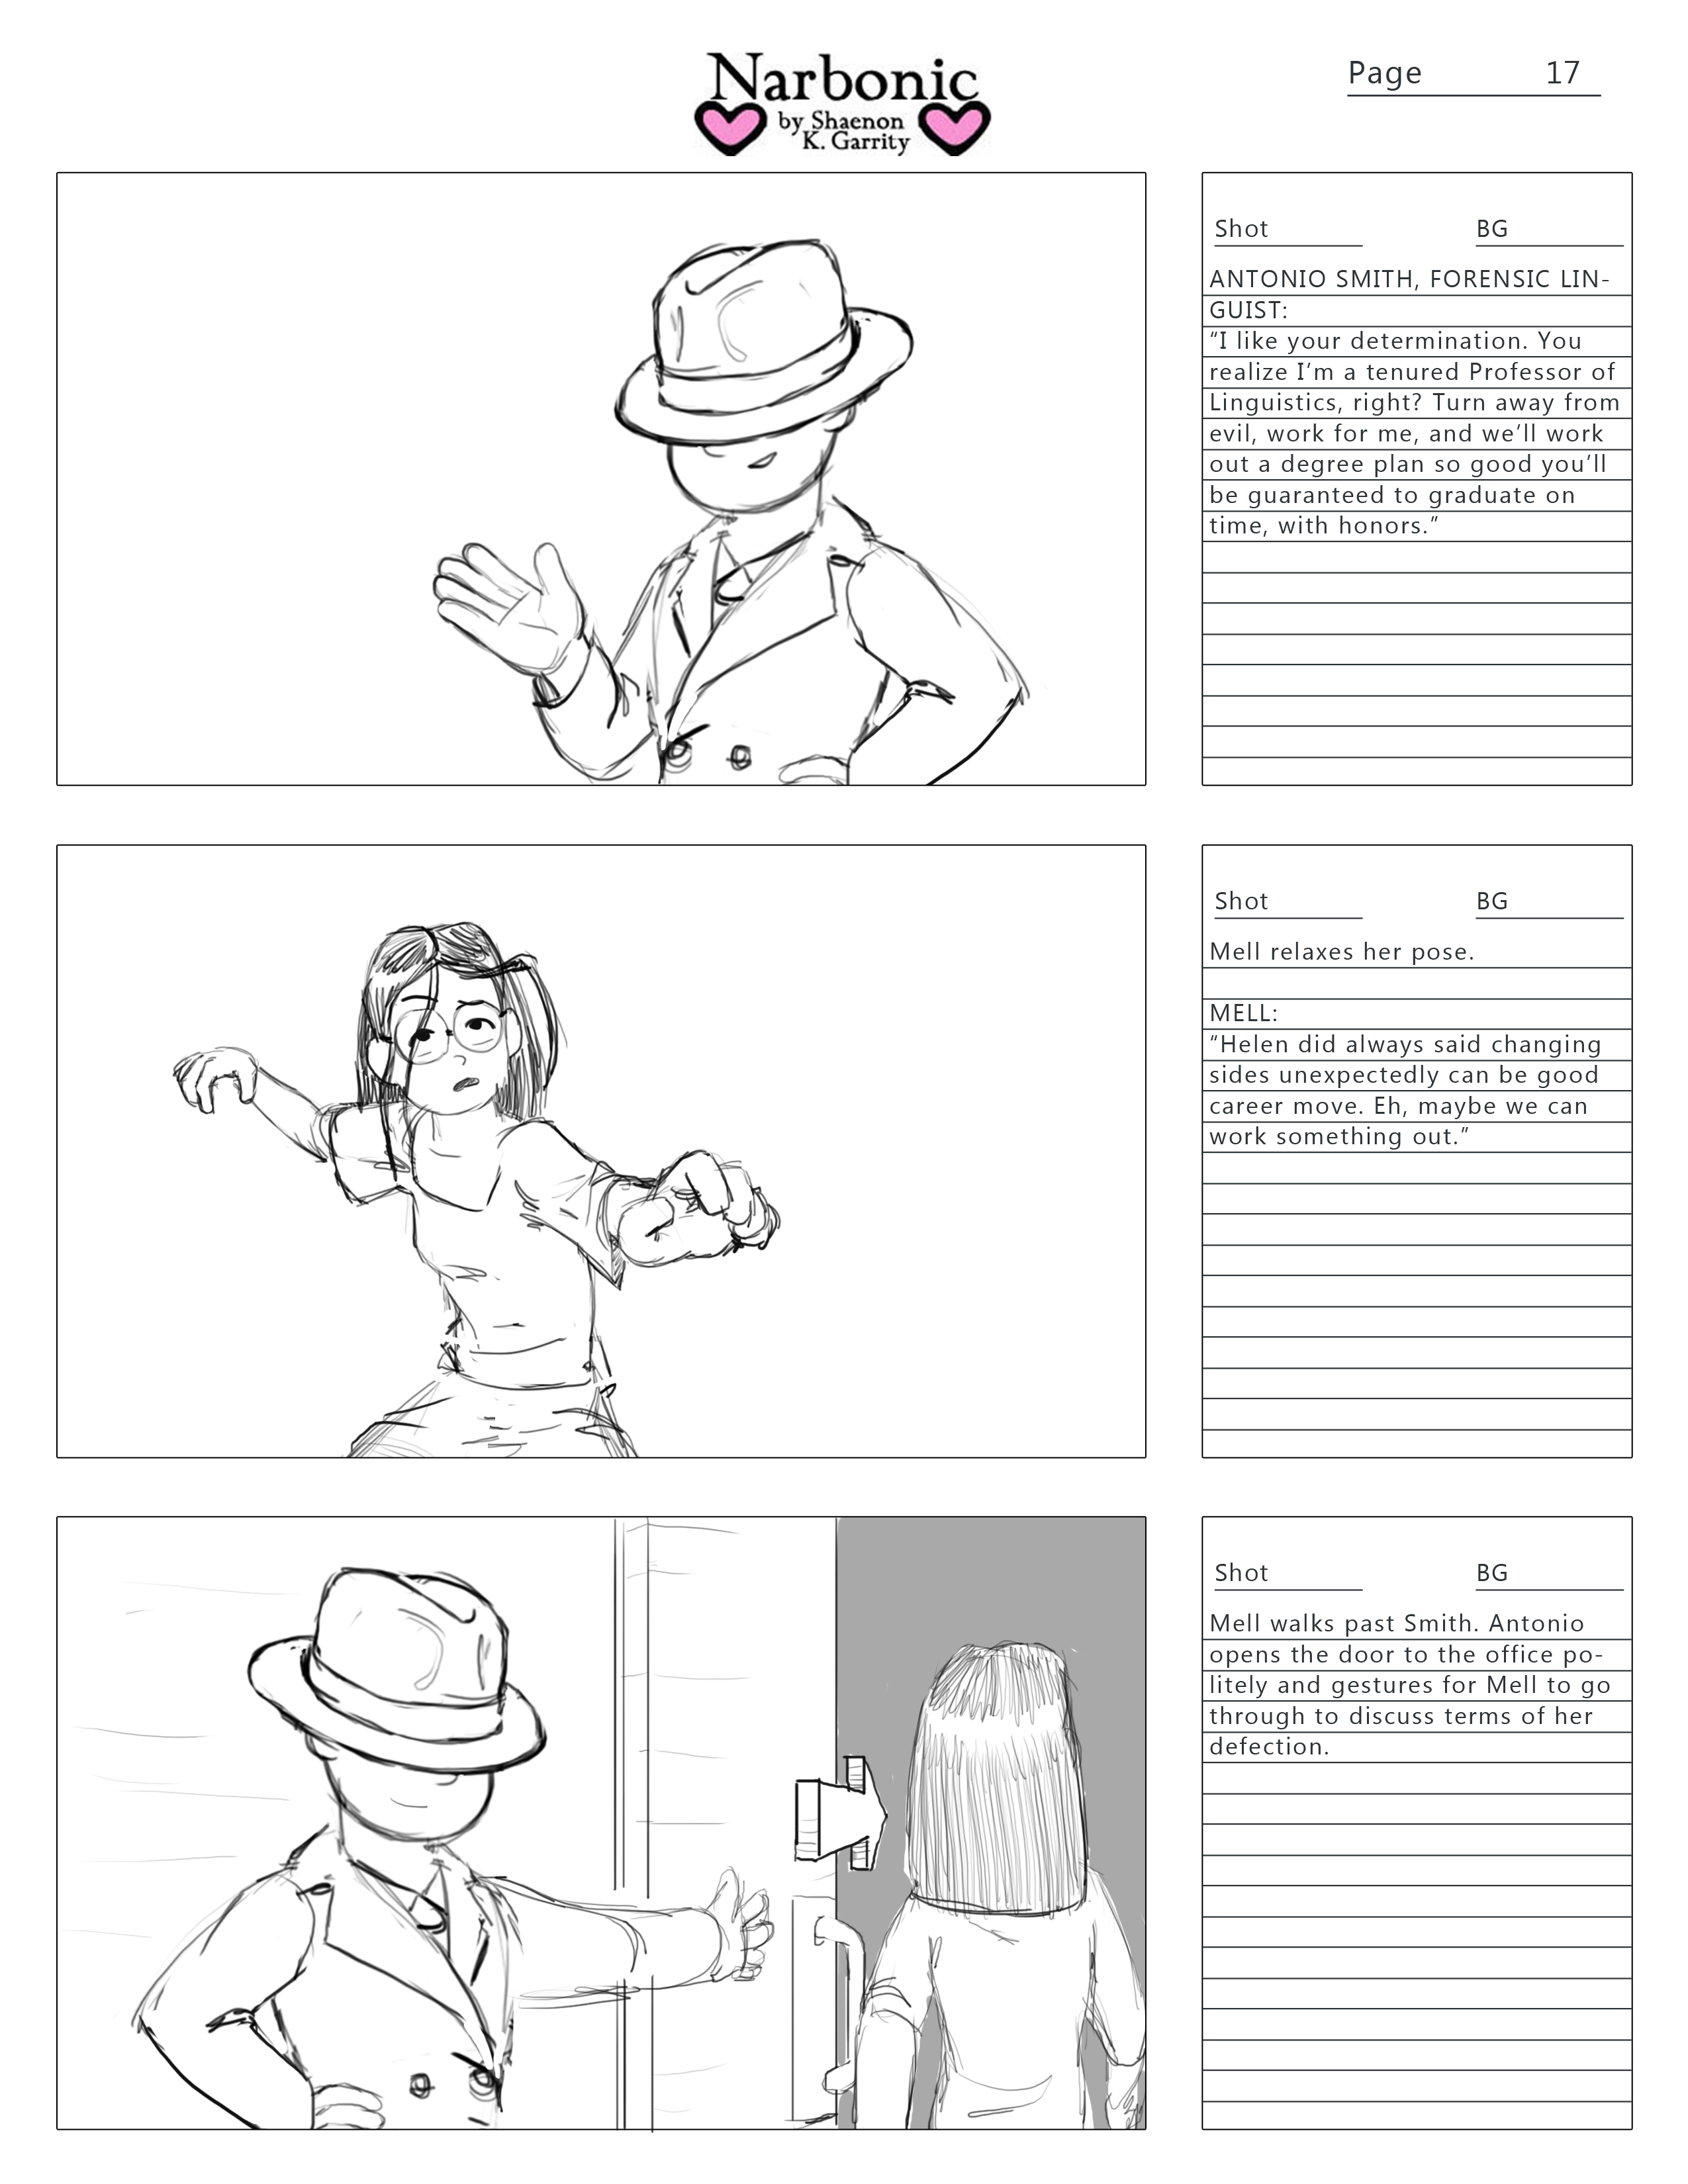 Narbonic
by Shaenon
K. Garrity
Page 17
Shot BG
ANTONIO SMITH, FORENSIC LIN-
GUIST:
“I like your determination. You
realize I’m a tenured Professor of
Linguistics, right? Turn away from
evil, work for me, and we’ll work
out a degree plan so good you’ll
be guaranteed to graduate on
time, with honors.”
Shot BG
Mell relaxes her pose.
MELL:
“Helen did always said changing
sides unexpectedly can be good
career move. Eh, maybe we can
work something out.”
Shot BG
Mell walks past Smith. Antonio
opens the door to the office po-
litely and gestures for Mell to go
through to discuss terms of her
defection.